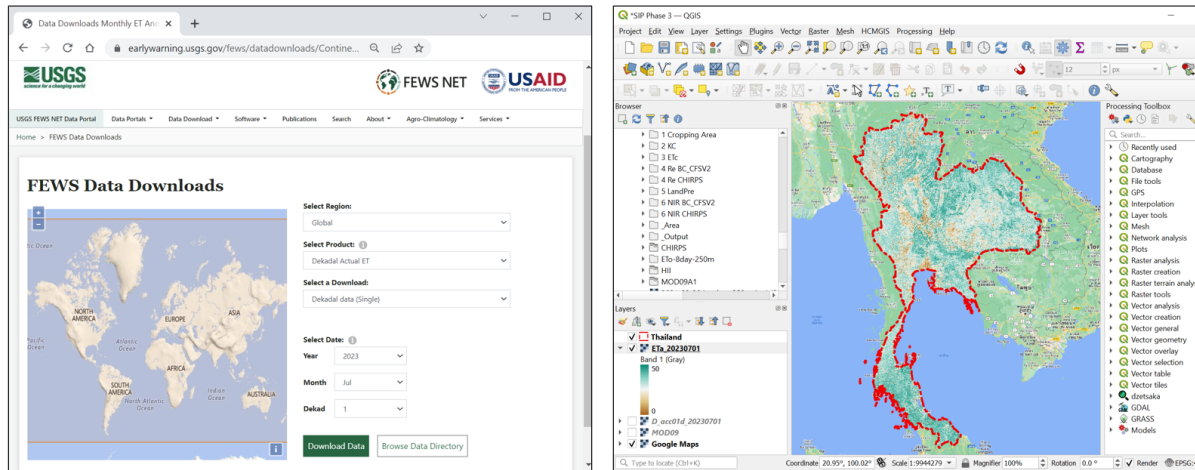 Data Downloads Monthly ET Ano
earlywarning.usgs.gov/fews/datadownloads/Contine...
USGS
science for a changing world
FEWS NET
USAID
FROM THE AMERICAN PEOPLE
USGS FEWS NET Data Portal Data Portals Data Download Software Publications Search About Agro-Climatology Services
Home > FEWS Data Downloads
FEWS Data Downloads
Select Region:
Global
Select Product:
Dekadal Actual ET
Select a Download:
Dekadal data (Single)
Select Date:
Year 2023
Month Jul
Dekad 1
Download Data Browse Data Directory
NORTH AMERICA
EUROPE
ASIA
Atlantic Ocean
AFRICA
SOUTH AMERICA
Indian Ocean
AUSTRALIA
North Atlantic Ocean
*SIP Phase 3 — QGIS
Project Edit View Layer Settings Plugins Vector Raster Mesh HCMGIS Processing Help
12 px
Browser
1 Cropping Area
2 KC
3 ETc
4 Re BC_CFSV2
4 Re CHIRPS
5 LandPre
6 NIR BC_CFSV2
6 NIR CHIRPS
_Area
_Output
CHIRPS
ETo-8day-250m
HII
MOD09A1
Layers
Thailand
ETa_20230701
Band 1 (Gray)
50
0
D_acc01d_20230701
MOD09
Google Maps
Processing Toolbox
Search...
Recently used
Cartography
Database
File tools
GPS
Interpolation
Layer tools
Mesh
Network analysis
Plots
Raster analysis
Raster creation
Raster terrain analys
Raster tools
Vector analysis
Vector creation
Vector general
Vector geometry
Vector overlay
Vector selection
Vector table
Vector tiles
dzetsaka
GDAL
GRASS
Models
Type to locate (Ctrl+K) Coordinate 20.95°, 100.02° Scale 1:9944279 Magnifier 100% Rotation 0.0 ° Render EPSG: